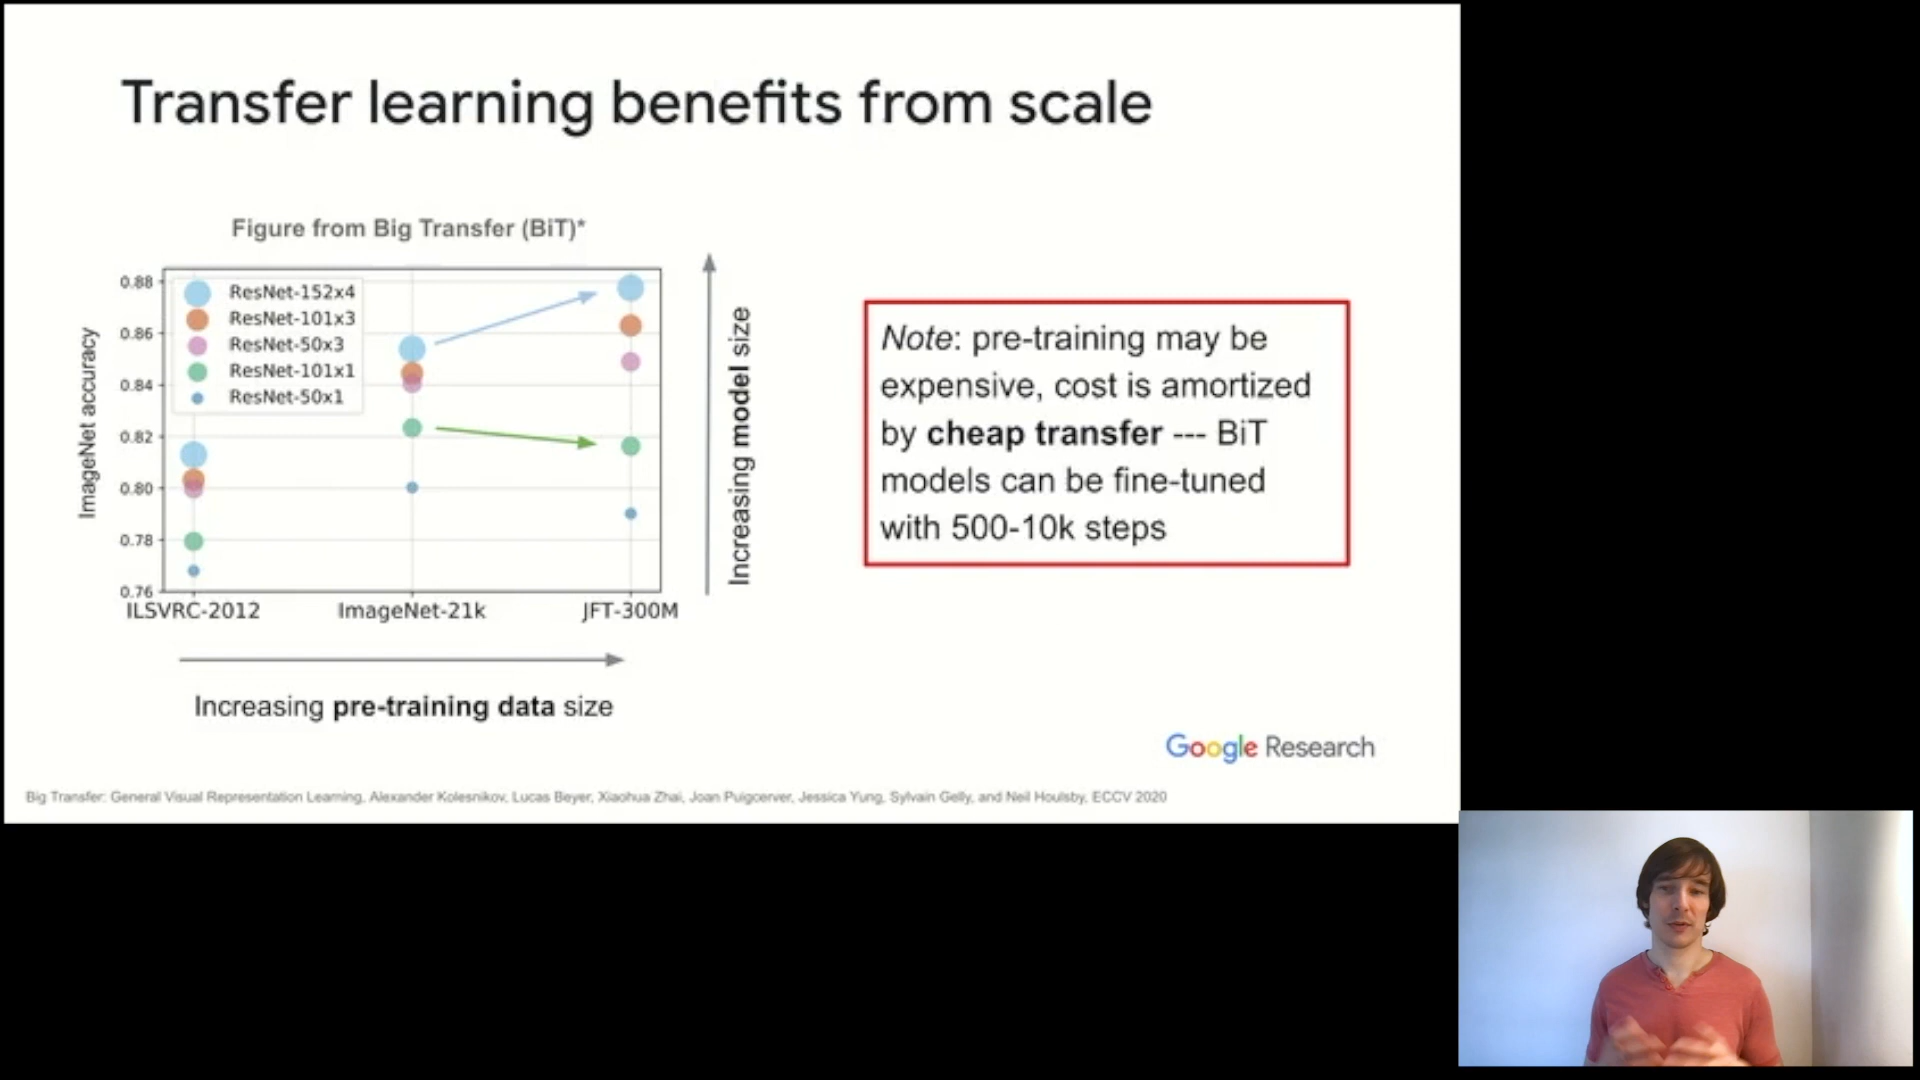 Transfer learning benefits from scale
Figure from Big Transfer (BiT)*
ImageNet accuracy
0.88
0.86
0.84
0.82
0.80
0.78
0.76
ResNet-152x4
ResNet-101x3
ResNet-50x3
ResNet-101x1
ResNet-50x1
ILSVRC-2012
ImageNet-21k
JFT-300M
Increasing pre-training data size
Increasing model size
Note: pre-training may be
expensive, cost is amortized
by cheap transfer --- BiT
models can be fine-tuned
with 500-10k steps
Google Research
Big Transfer: General Visual Representation Learning, Alexander Kolesnikov, Lucas Beyer, Xiaohua Zhai, Joan Puigcerver, Jessica Yung, Sylvain Gelly, and Neil Houlsby, ECCV 2020